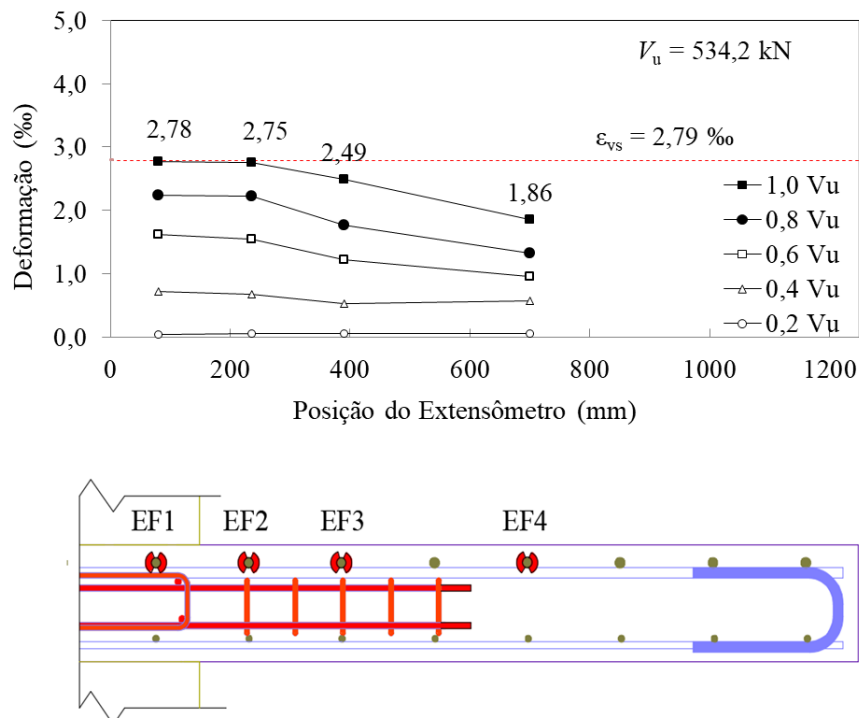 5,0
V_u = 534,2 kN
4,0
Deformação (‰)
2,78
2,75
2,49
ε_vs = 2,79 ‰
3,0
1,86
1,0 Vu
2,0
0,8 Vu
0,6 Vu
1,0
0,4 Vu
0,0
0,2 Vu
0 200 400 600 800 1000 1200
Posição do Extensômetro (mm)
EF1 EF2 EF3 EF4